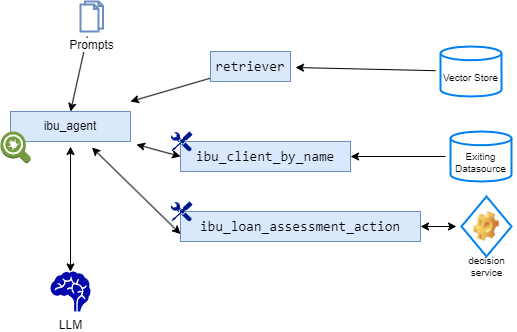 Prompts
retriever
Vector Store
ibu_agent
ibu_client_by_name
Exiting
Datasource
ibu_loan_assessment_action
decision
service
LLM